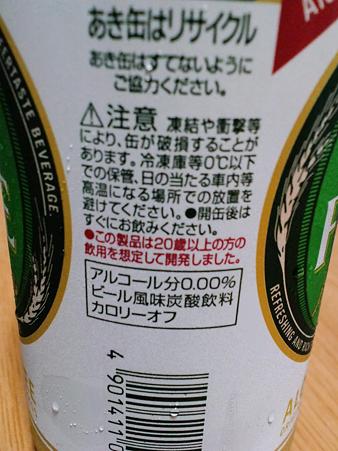 あき缶はリサイクル
あき缶はすてないように
ご協力ください。
⚠注意 凍結や衝撃等
により、缶が破損することが
あります。冷凍庫等0℃以下
での保管、日の当たる車内等
高温になる場所での放置を
避けてください。●開缶後は
すぐにお飲みください。
●この製品は20歳以上の方の
飲用を想定して開発しました。
アルコール分0.00%
ビール風味炭酸飲料
カロリーオフ
4 901411 0
BEVERAGE
REFRESHING AND